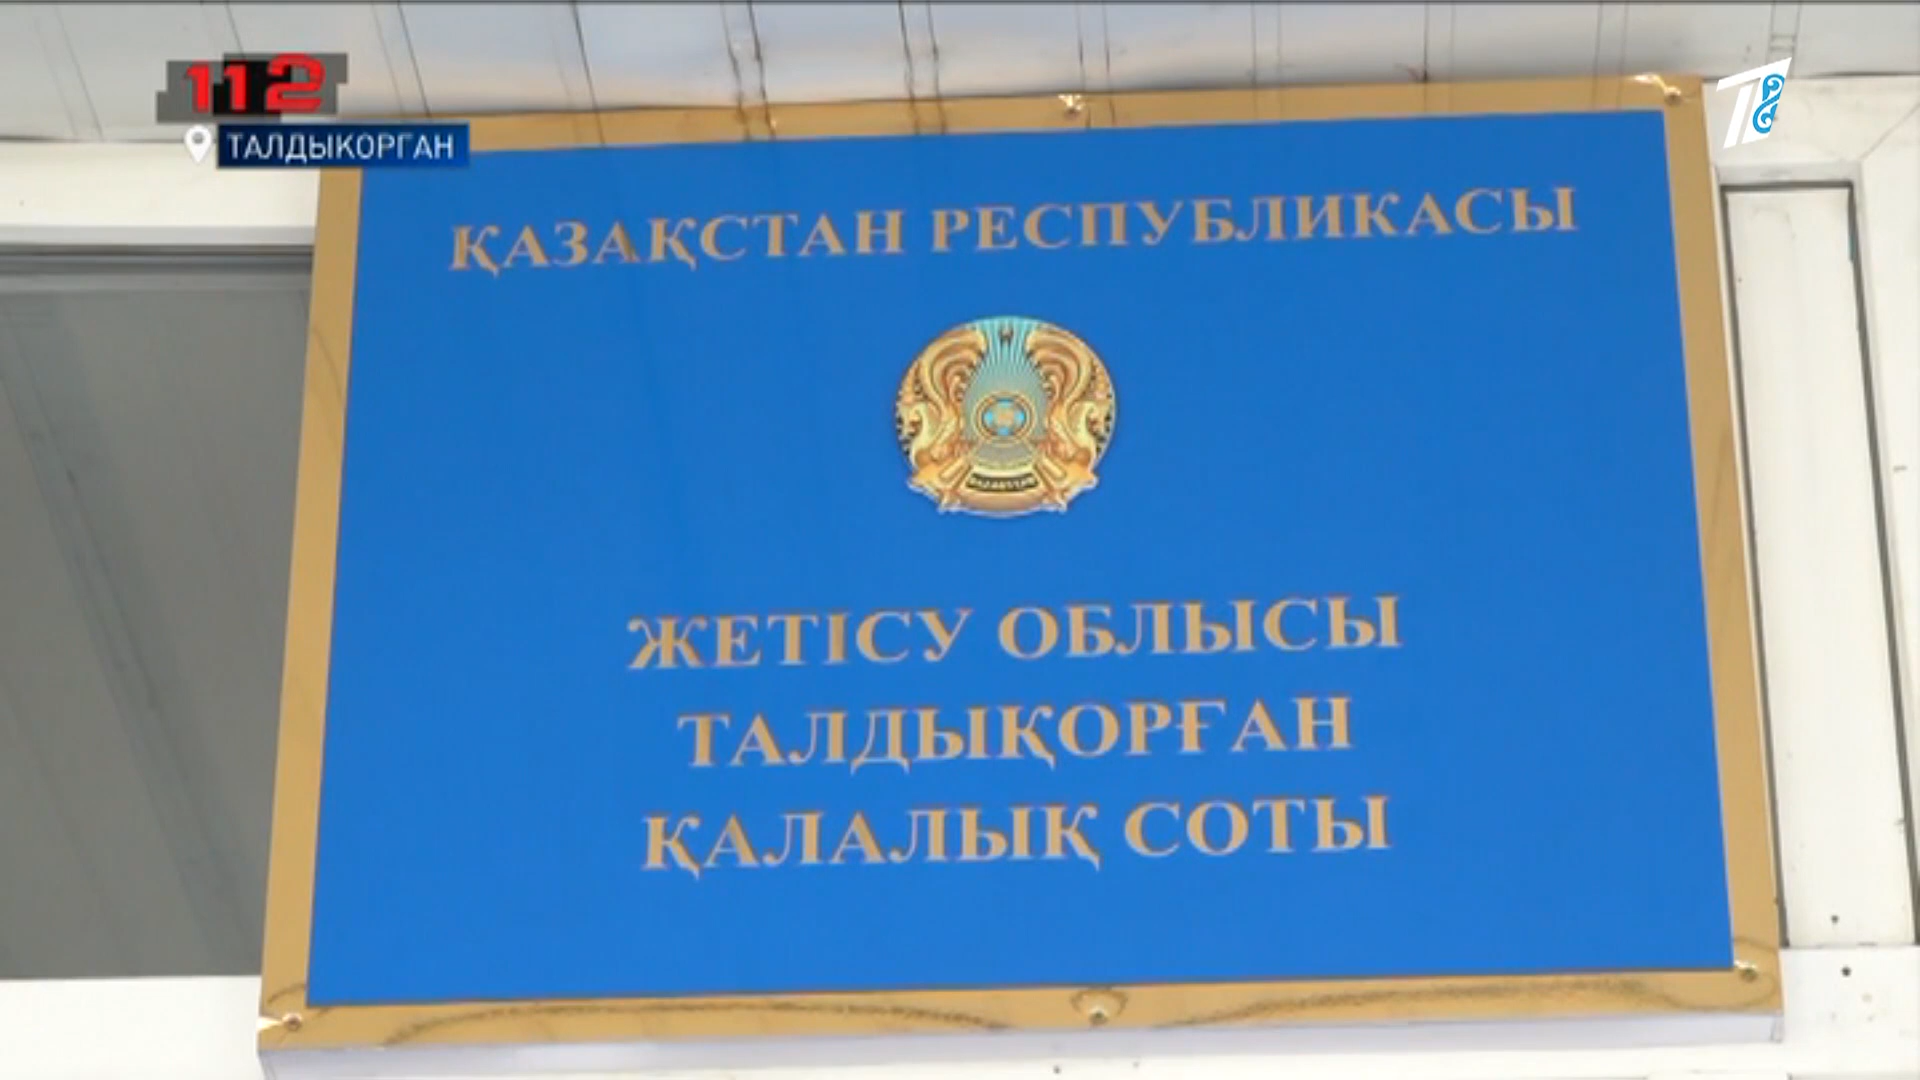 112
ТАЛДЫКОРГАН
ҚАЗАҚСТАН РЕСПУБЛИКАСЫ
ЖЕТІСУ ОБЛЫСЫ
ТАЛДЫҚОРҒАН
ҚАЛАЛЫҚ СОТЫ